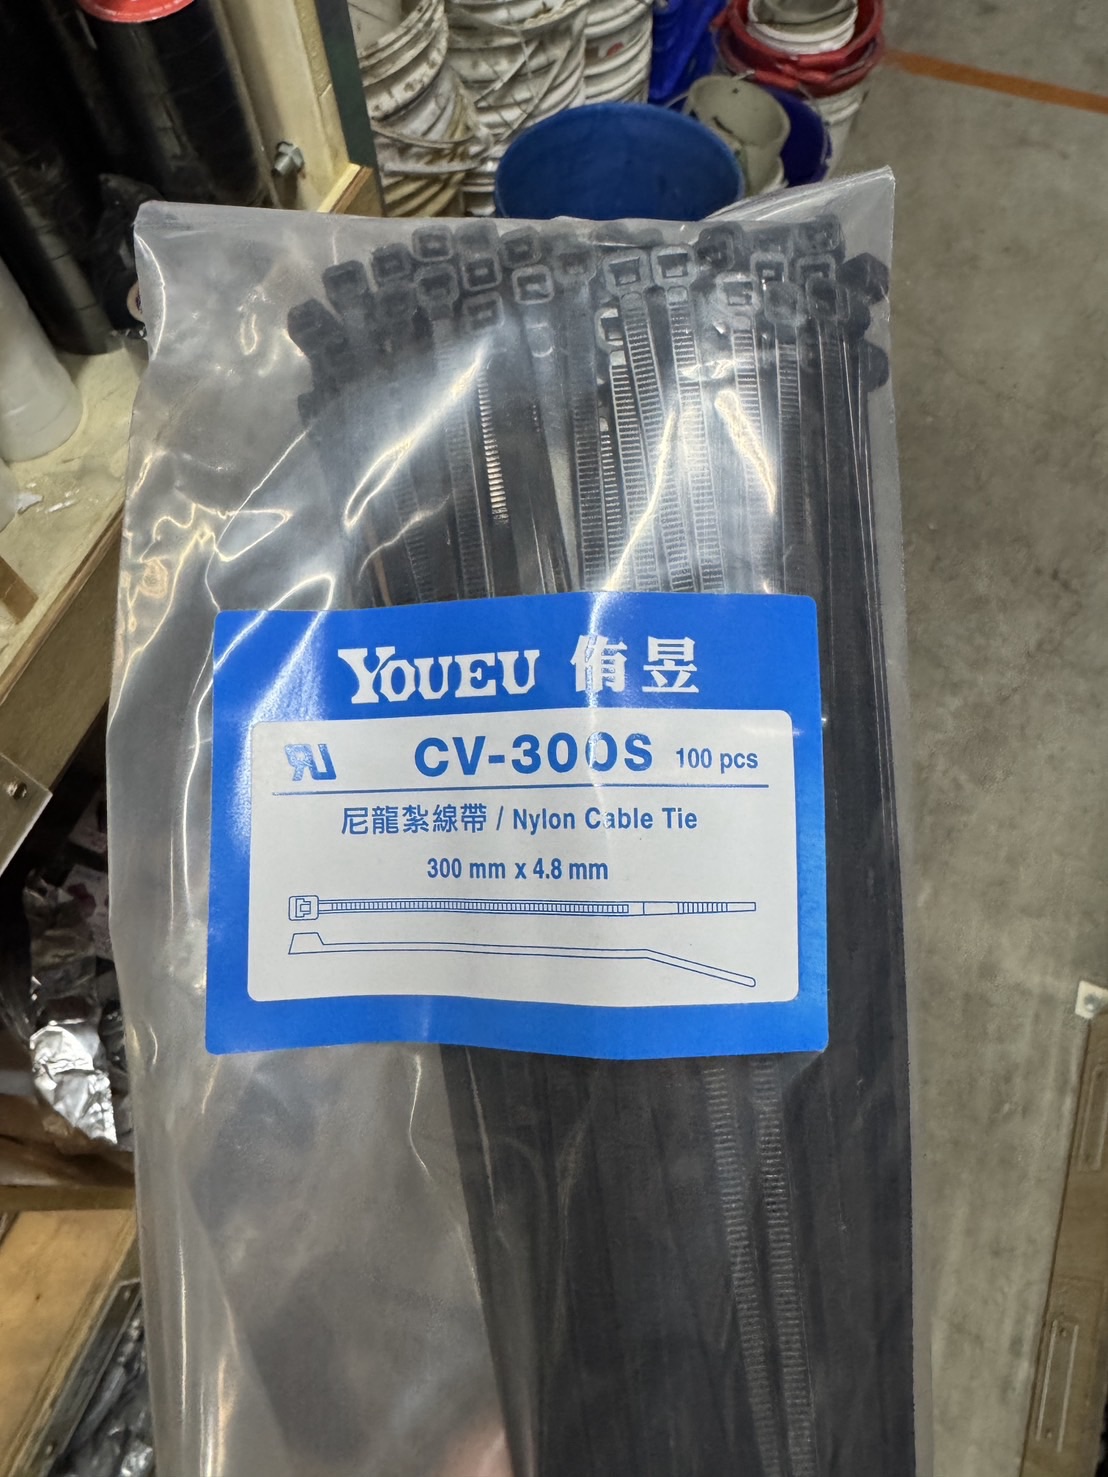 YOUEU 侑昱
CV-300S 100 pcs
尼龍紮線帶 / Nylon Cable Tie
300 mm x 4.8 mm